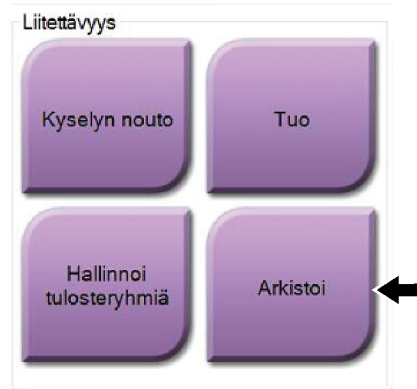 Liitettävyys
Kyselyn nouto
Tuo
Hallinnoi
tulosteryhmiä
Arkistoi